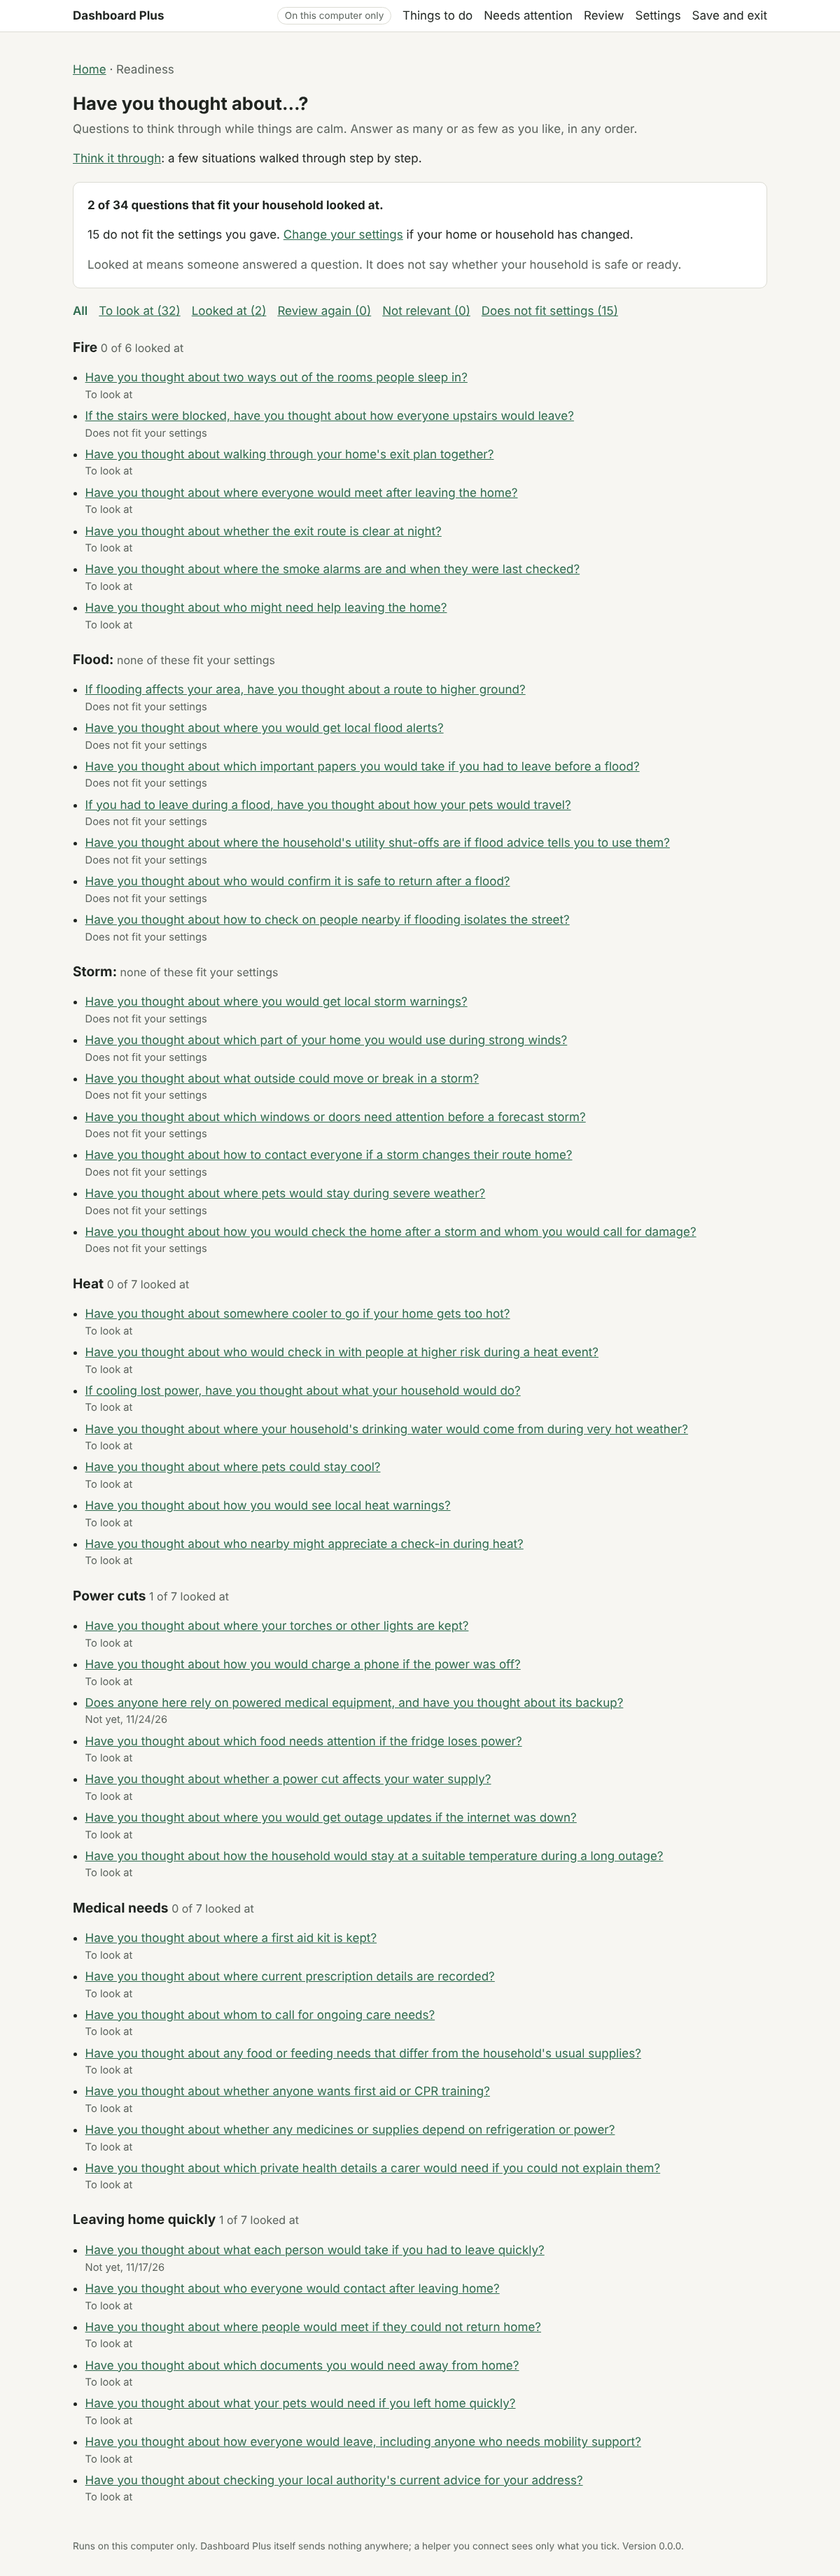 Dashboard Plus
On this computer only Things to do Needs attention Review Settings Save and exit
Home · Readiness
Have you thought about...?
Questions to think through while things are calm. Answer as many or as few as you like, in any order.
Think it through: a few situations walked through step by step.
2 of 34 questions that fit your household looked at.
15 do not fit the settings you gave. Change your settings if your home or household has changed.
Looked at means someone answered a question. It does not say whether your household is safe or ready.
All To look at (32) Looked at (2) Review again (0) Not relevant (0) Does not fit settings (15)
Fire 0 of 6 looked at
• Have you thought about two ways out of the rooms people sleep in?
To look at
• If the stairs were blocked, have you thought about how everyone upstairs would leave?
Does not fit your settings
• Have you thought about walking through your home's exit plan together?
To look at
• Have you thought about where everyone would meet after leaving the home?
To look at
• Have you thought about whether the exit route is clear at night?
To look at
• Have you thought about where the smoke alarms are and when they were last checked?
To look at
• Have you thought about who might need help leaving the home?
To look at
Flood: none of these fit your settings
• If flooding affects your area, have you thought about a route to higher ground?
Does not fit your settings
• Have you thought about where you would get local flood alerts?
Does not fit your settings
• Have you thought about which important papers you would take if you had to leave before a flood?
Does not fit your settings
• If you had to leave during a flood, have you thought about how your pets would travel?
Does not fit your settings
• Have you thought about where the household's utility shut-offs are if flood advice tells you to use them?
Does not fit your settings
• Have you thought about who would confirm it is safe to return after a flood?
Does not fit your settings
• Have you thought about how to check on people nearby if flooding isolates the street?
Does not fit your settings
Storm: none of these fit your settings
• Have you thought about where you would get local storm warnings?
Does not fit your settings
• Have you thought about which part of your home you would use during strong winds?
Does not fit your settings
• Have you thought about what outside could move or break in a storm?
Does not fit your settings
• Have you thought about which windows or doors need attention before a forecast storm?
Does not fit your settings
• Have you thought about how to contact everyone if a storm changes their route home?
Does not fit your settings
• Have you thought about where pets would stay during severe weather?
Does not fit your settings
• Have you thought about how you would check the home after a storm and whom you would call for damage?
Does not fit your settings
Heat 0 of 7 looked at
• Have you thought about somewhere cooler to go if your home gets too hot?
To look at
• Have you thought about who would check in with people at higher risk during a heat event?
To look at
• If cooling lost power, have you thought about what your household would do?
To look at
• Have you thought about where your household's drinking water would come from during very hot weather?
To look at
• Have you thought about where pets could stay cool?
To look at
• Have you thought about how you would see local heat warnings?
To look at
• Have you thought about who nearby might appreciate a check-in during heat?
To look at
Power cuts 1 of 7 looked at
• Have you thought about where your torches or other lights are kept?
To look at
• Have you thought about how you would charge a phone if the power was off?
To look at
• Does anyone here rely on powered medical equipment, and have you thought about its backup?
Not yet, 11/24/26
• Have you thought about which food needs attention if the fridge loses power?
To look at
• Have you thought about whether a power cut affects your water supply?
To look at
• Have you thought about where you would get outage updates if the internet was down?
To look at
• Have you thought about how the household would stay at a suitable temperature during a long outage?
To look at
Medical needs 0 of 7 looked at
• Have you thought about where a first aid kit is kept?
To look at
• Have you thought about where current prescription details are recorded?
To look at
• Have you thought about whom to call for ongoing care needs?
To look at
• Have you thought about any food or feeding needs that differ from the household's usual supplies?
To look at
• Have you thought about whether anyone wants first aid or CPR training?
To look at
• Have you thought about whether any medicines or supplies depend on refrigeration or power?
To look at
• Have you thought about which private health details a carer would need if you could not explain them?
To look at
Leaving home quickly 1 of 7 looked at
• Have you thought about what each person would take if you had to leave quickly?
Not yet, 11/17/26
• Have you thought about who everyone would contact after leaving home?
To look at
• Have you thought about where people would meet if they could not return home?
To look at
• Have you thought about which documents you would need away from home?
To look at
• Have you thought about what your pets would need if you left home quickly?
To look at
• Have you thought about how everyone would leave, including anyone who needs mobility support?
To look at
• Have you thought about checking your local authority's current advice for your address?
To look at
Runs on this computer only. Dashboard Plus itself sends nothing anywhere; a helper you connect sees only what you tick. Version 0.0.0.